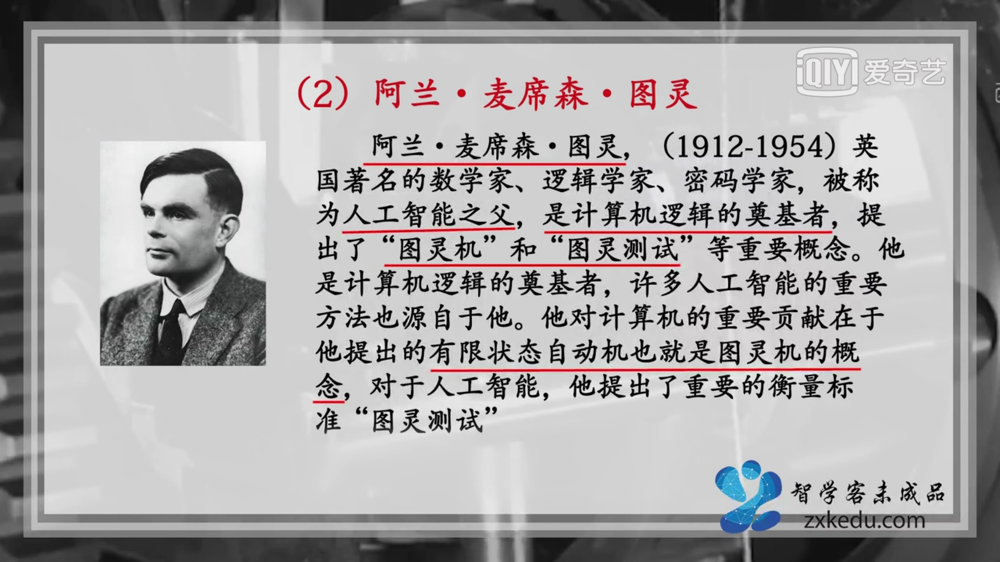 iQIYI 爱奇艺
（2）阿兰·麦席森·图灵
阿兰·麦席森·图灵，（1912-1954）英
国著名的数学家、逻辑学家、密码学家，被称
为人工智能之父，是计算机逻辑的奠基者，提
出了“图灵机”和“图灵测试”等重要概念。他
是计算机逻辑的奠基者，许多人工智能的重要
方法也源自于他。他对计算机的重要贡献在于
他提出的有限状态自动机也就是图灵机的概
念，对于人工智能，他提出了重要的衡量标
准“图灵测试”
智学客未成品
zxkedu.com